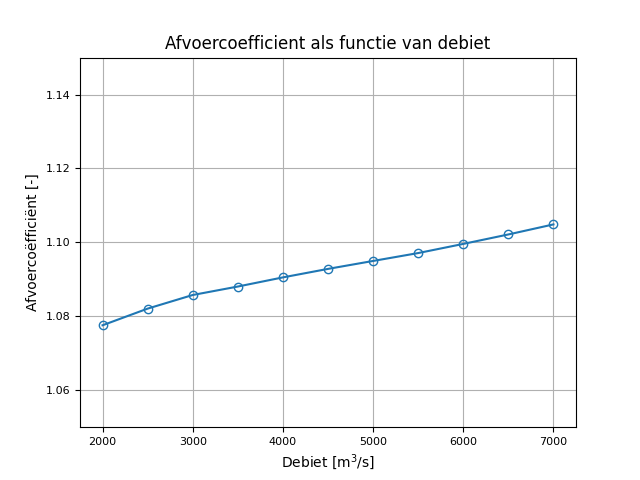 Afvoercoefficient als functie van debiet
1.14
1.12
1.10
1.08
1.06
Afvoercoëfficiënt [-]
2000 3000 4000 5000 6000 7000
Debiet [m³/s]